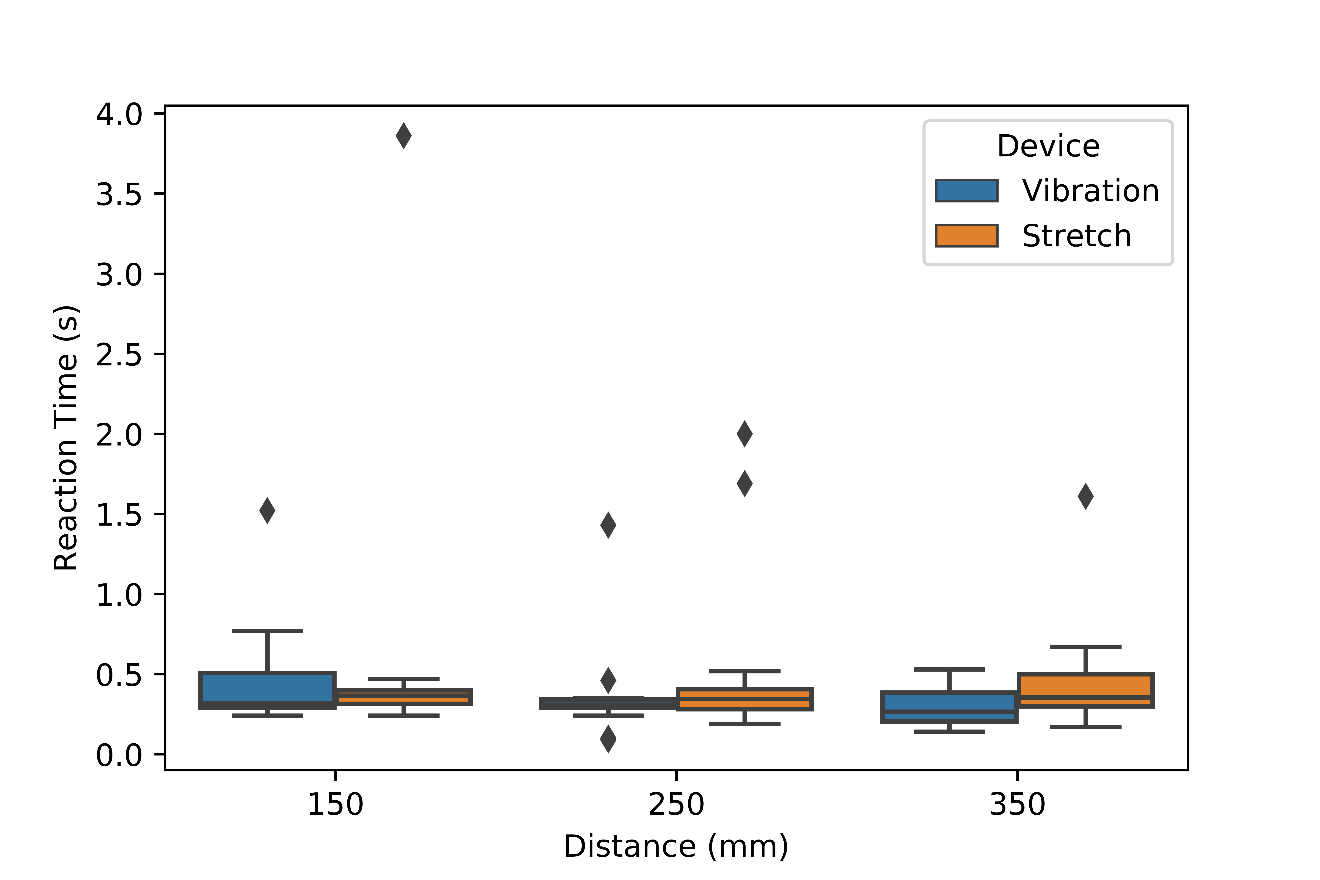 4.0
3.5
3.0
2.5
2.0
1.5
1.0
0.5
0.0
Reaction Time (s)
Device
Vibration
Stretch
150 250 350
Distance (mm)